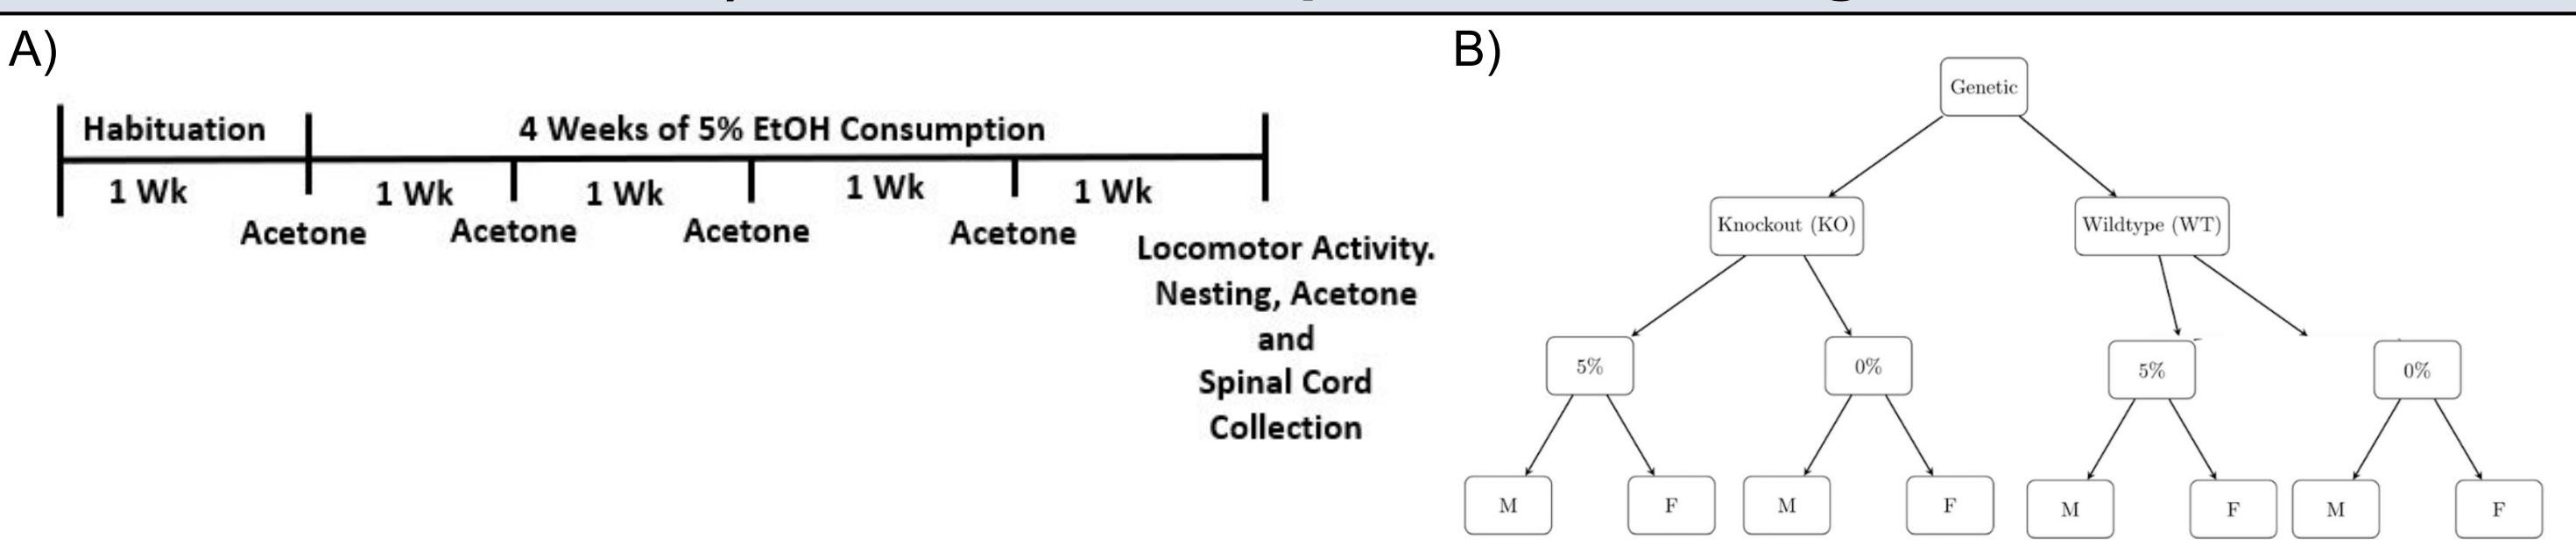 A)
Habituation
4 Weeks of 5% EtOH Consumption
1 Wk
1 Wk
1 Wk
1 Wk
1 Wk
Acetone
Acetone
Acetone
Acetone
Locomotor Activity.
Nesting, Acetone
and
Spinal Cord
Collection
B)
Genetic
Knockout (KO)
Wildtype (WT)
5%
0%
5%
0%
M
F
M
F
M
F
M
F